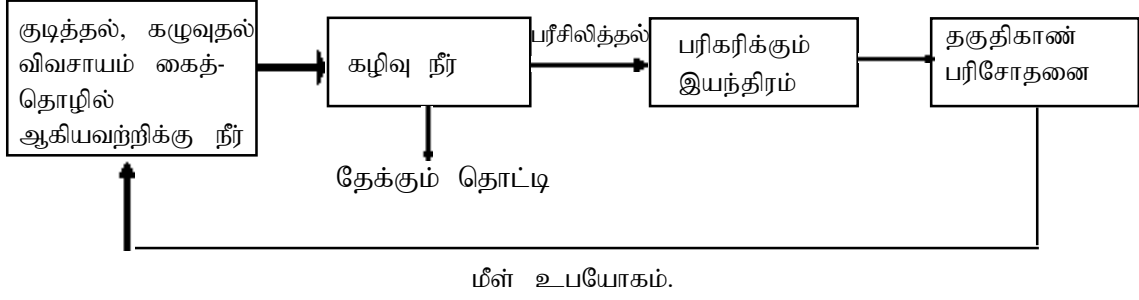 குடித்தல், கழுவுதல்
விவசாயம் கைத்-
தொழில்
ஆகியவற்றிக்கு நீர்
கழிவு நீர்
பரீசிலித்தல்
பரிகரிக்கும்
இயந்திரம்
தகுதிகாண்
பரிசோதனை
தேக்கும் தொட்டி
மீள் உபயோகம்.